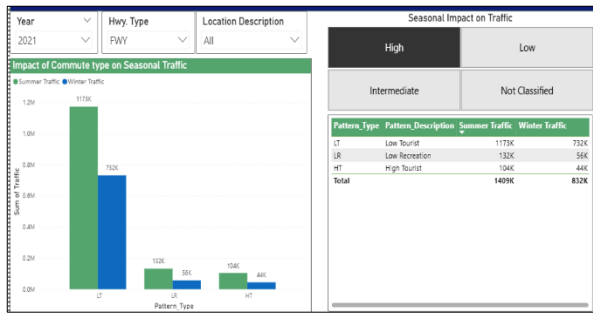 Year
2021
Hwy. Type
FWY
Location Description
All
Impact of Commute type on Seasonal Traffic
Summer Traffic Winter Traffic
Sum of Traffic
1.2M
1.0M
0.8M
0.6M
0.4M
0.2M
0.0M
1173K
732K
132K
56K
104K
44K
LT LR HT
Pattern_Type
Seasonal Impact on Traffic
High Low
Intermediate Not Classified
Pattern_Type Pattern_Description Summer Traffic Winter Traffic
LT Low Tourist 1173K 732K
LR Low Recreation 132K 56K
HT High Tourist 104K 44K
Total 1409K 832K